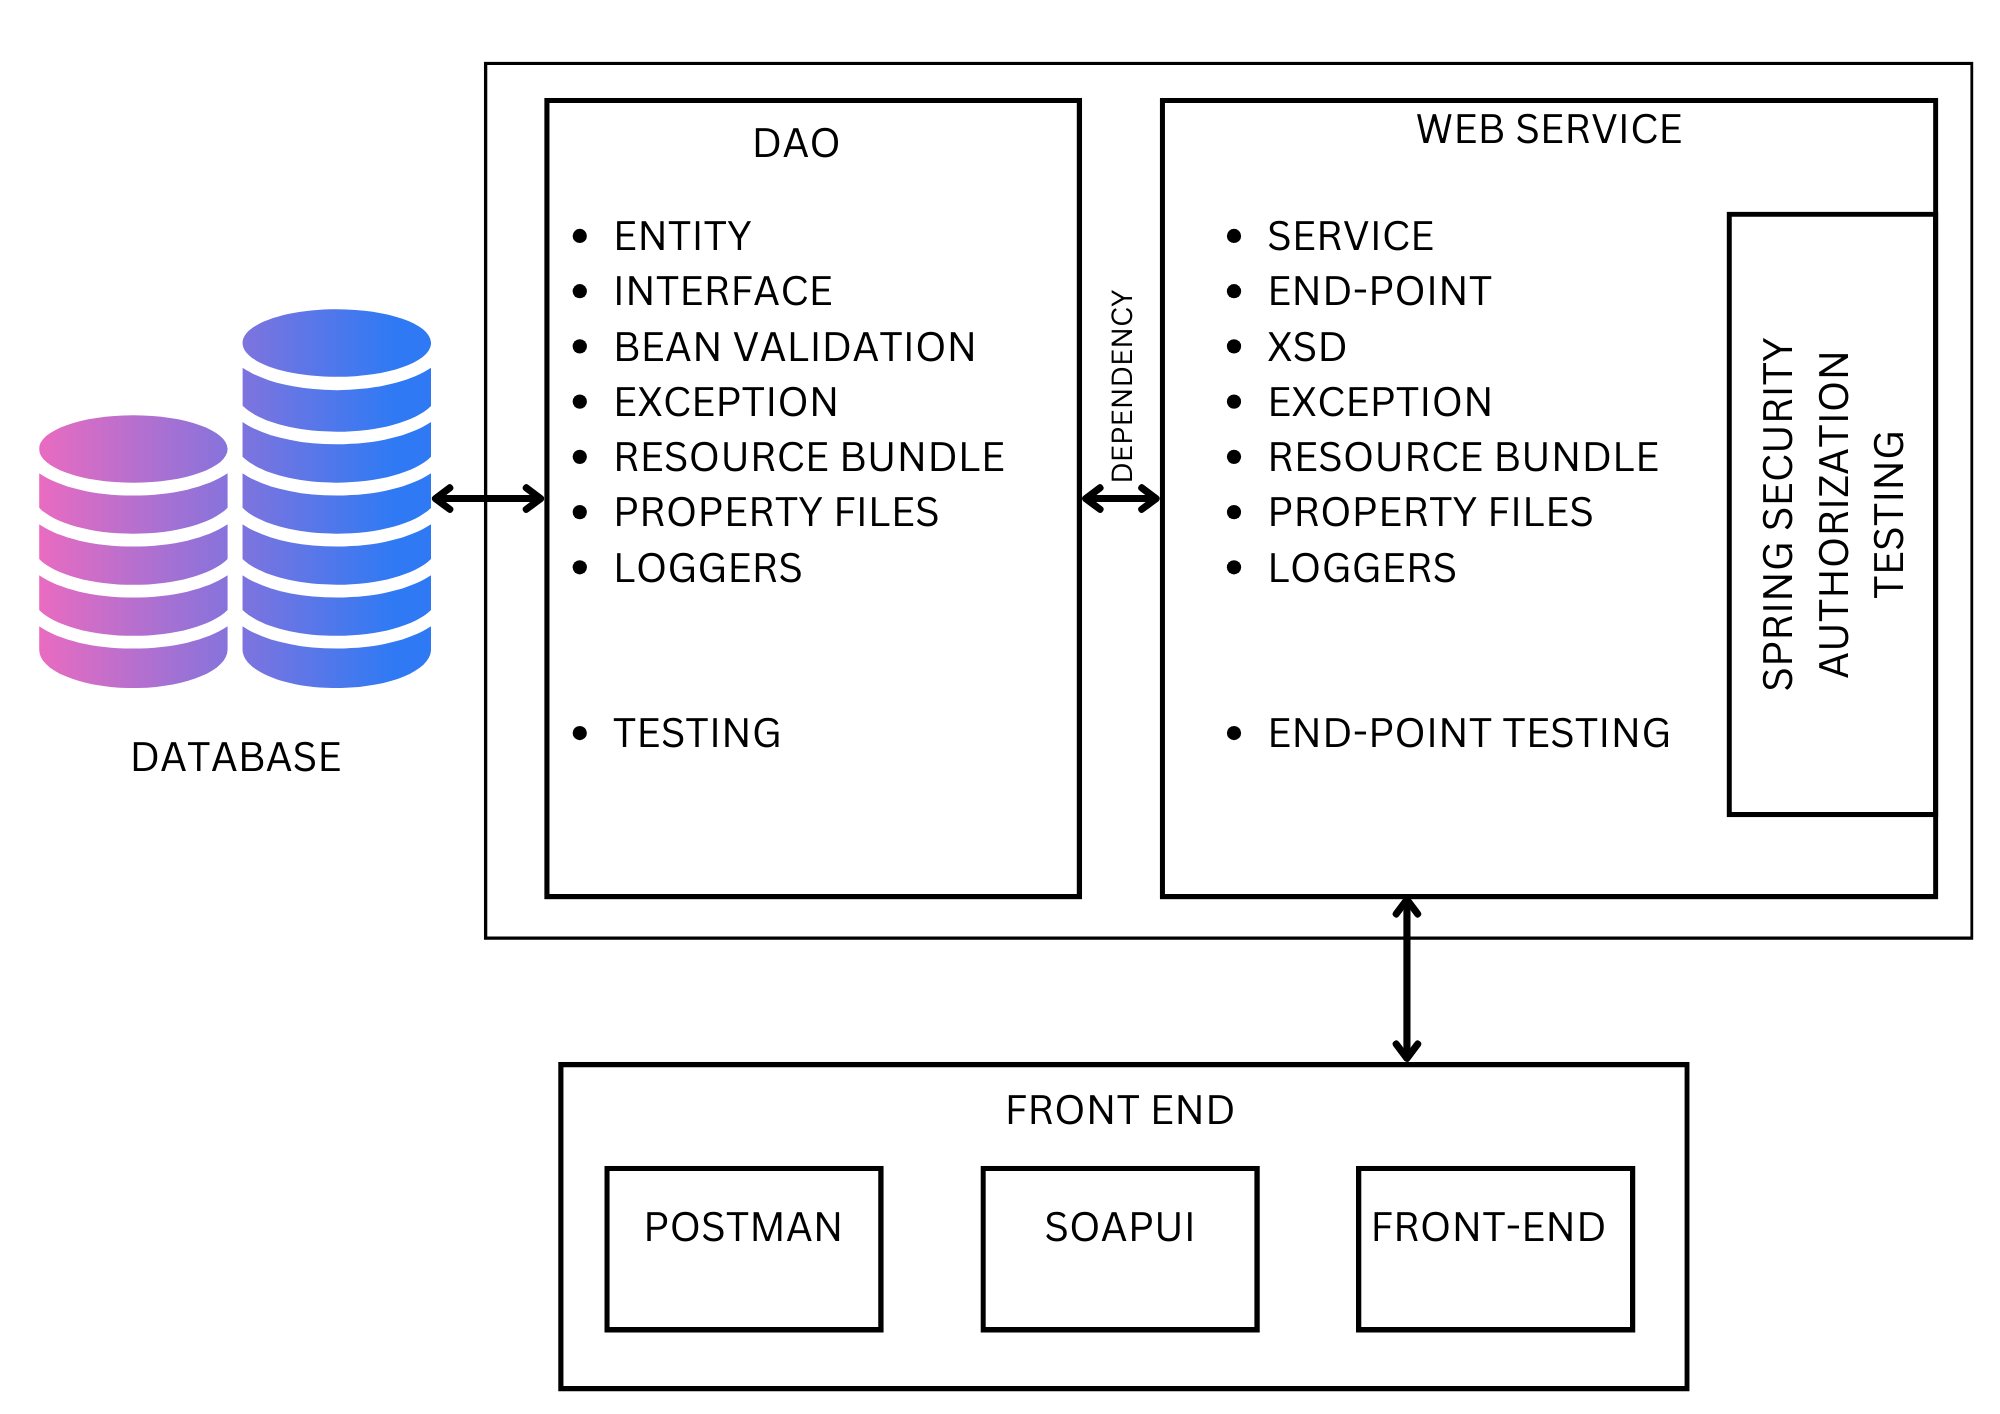 DATABASE
DAO
• ENTITY
• INTERFACE
• BEAN VALIDATION
• EXCEPTION
• RESOURCE BUNDLE
• PROPERTY FILES
• LOGGERS
• TESTING
DEPENDENCY
WEB SERVICE
• SERVICE
• END-POINT
• XSD
• EXCEPTION
• RESOURCE BUNDLE
• PROPERTY FILES
• LOGGERS
• END-POINT TESTING
SPRING SECURITY
AUTHORIZATION
TESTING
FRONT END
POSTMAN
SOAPUI
FRONT-END